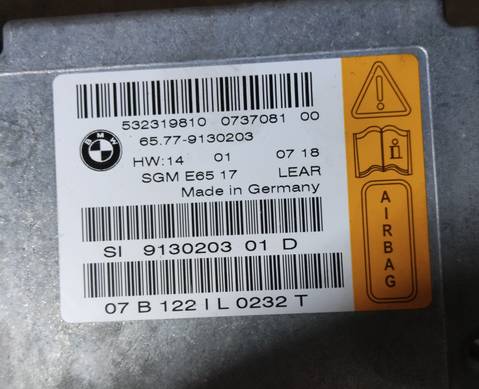 532319810 0737081 00
BMW
65.77-9130203
HW:14 01 07 18
SGM E65 17 LEAR
Made in Germany
SI 9130203 01 D
07 B 122 I L 0232 T
AIRBAG